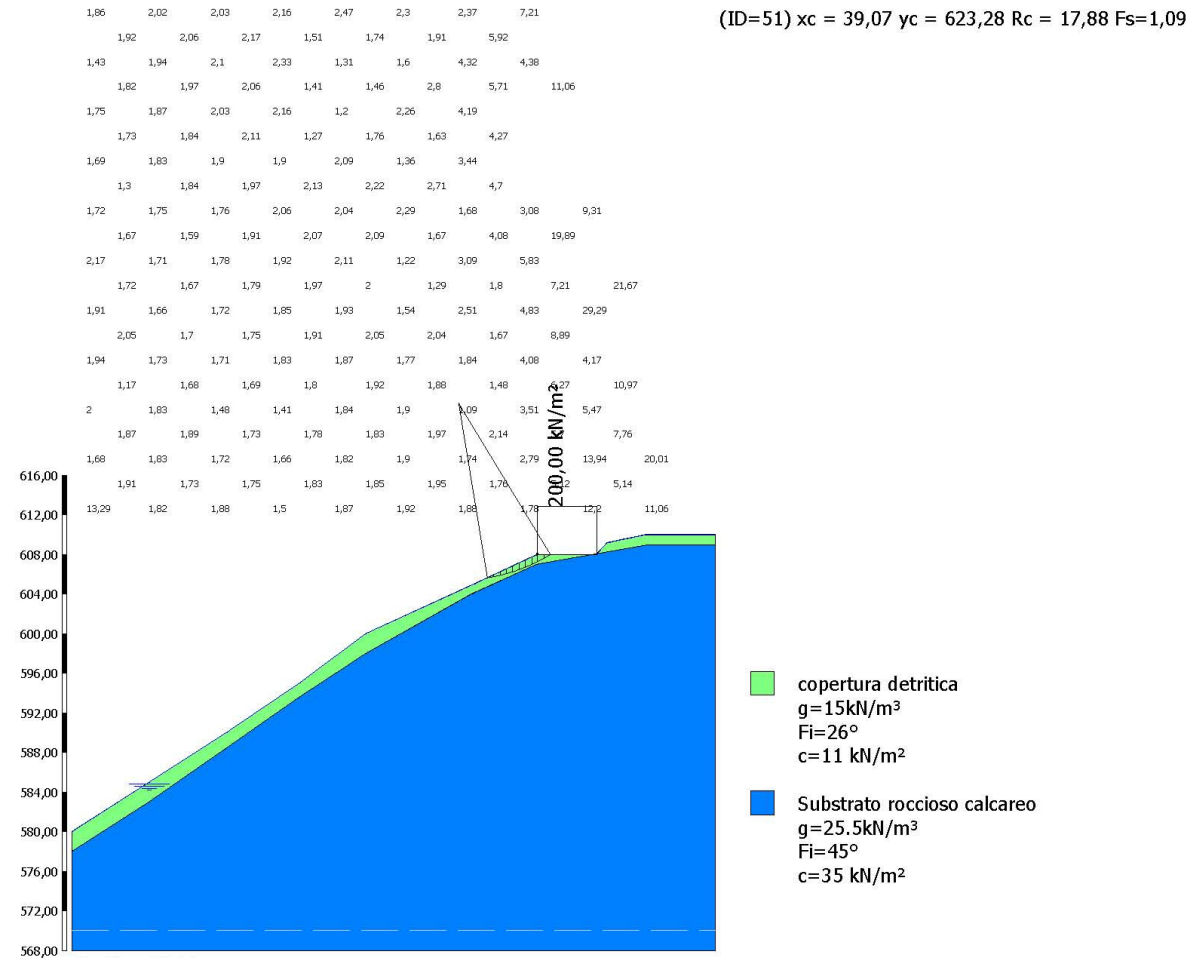 (ID=51) xc = 39,07 yc = 623,28 Rc = 17,88 Fs=1,09
1,86 2,02 2,03 2,16 2,47 2,3 2,37 7,21
1,92 2,06 2,17 1,51 1,74 1,91 5,92
1,43 1,94 2,1 2,33 1,31 1,6 4,32 4,38
1,82 1,97 2,06 1,41 1,46 2,8 5,71 11,06
1,75 1,87 2,03 2,16 1,2 2,26 4,19
1,73 1,84 2,11 1,27 1,76 1,63 4,27
1,69 1,83 1,9 1,9 2,09 1,36 3,44
1,3 1,84 1,97 2,13 2,22 2,71 4,7
1,72 1,75 1,76 2,06 2,04 2,29 1,68 3,08 9,31
1,67 1,59 1,91 2,07 2,09 1,67 4,08 19,89
2,17 1,71 1,78 1,92 2,11 1,22 3,09 5,83
1,72 1,67 1,79 1,97 2 1,29 1,8 7,21 21,67
1,91 1,66 1,72 1,85 1,93 1,54 2,51 4,83 29,29
2,05 1,7 1,75 1,91 2,05 2,04 1,67 8,89
1,94 1,73 1,71 1,83 1,87 1,77 1,84 4,08 4,17
1,17 1,68 1,69 1,8 1,92 1,88 1,48 10,97
2 1,83 1,48 1,41 1,84 1,9 1,09 3,51 5,47
1,87 1,89 1,73 1,78 1,83 1,97 2,14 7,76
1,68 1,83 1,72 1,66 1,82 1,9 1,74 2,79 13,94 20,01
1,91 1,73 1,75 1,83 1,85 1,95 1,76 5,14
13,29 1,82 1,88 1,5 1,87 1,92 1,88 1,78 12,2 11,06
200,00 kN/m²
616,00
612,00
608,00
604,00
600,00
596,00
592,00
588,00
584,00
580,00
576,00
572,00
568,00
copertura detritica
g=15kN/m³
Fi=26°
c=11 kN/m²
Substrato roccioso calcareo
g=25.5kN/m³
Fi=45°
c=35 kN/m²